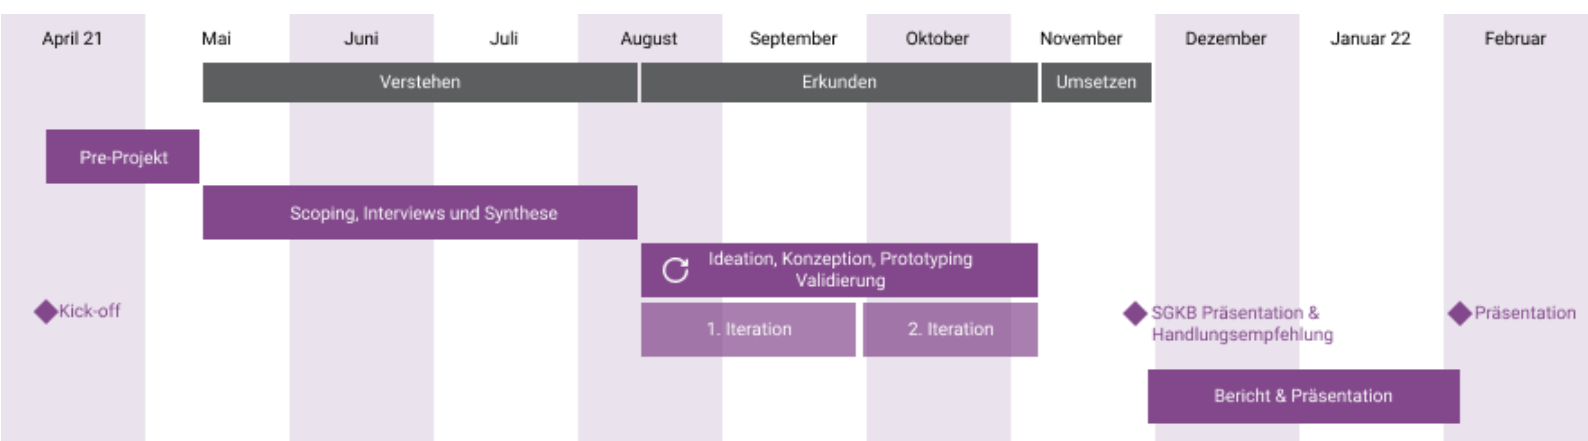 April 21 Mai Juni Juli August September Oktober November Dezember Januar 22 Februar
Verstehen Erkunden Umsetzen
Pre-Projekt
Scoping, Interviews und Synthese
Ideation, Konzeption, Prototyping
Validierung
Kick-off
1. Iteration 2. Iteration
SGKB Präsentation &
Handlungsempfehlung
Präsentation
Bericht & Präsentation